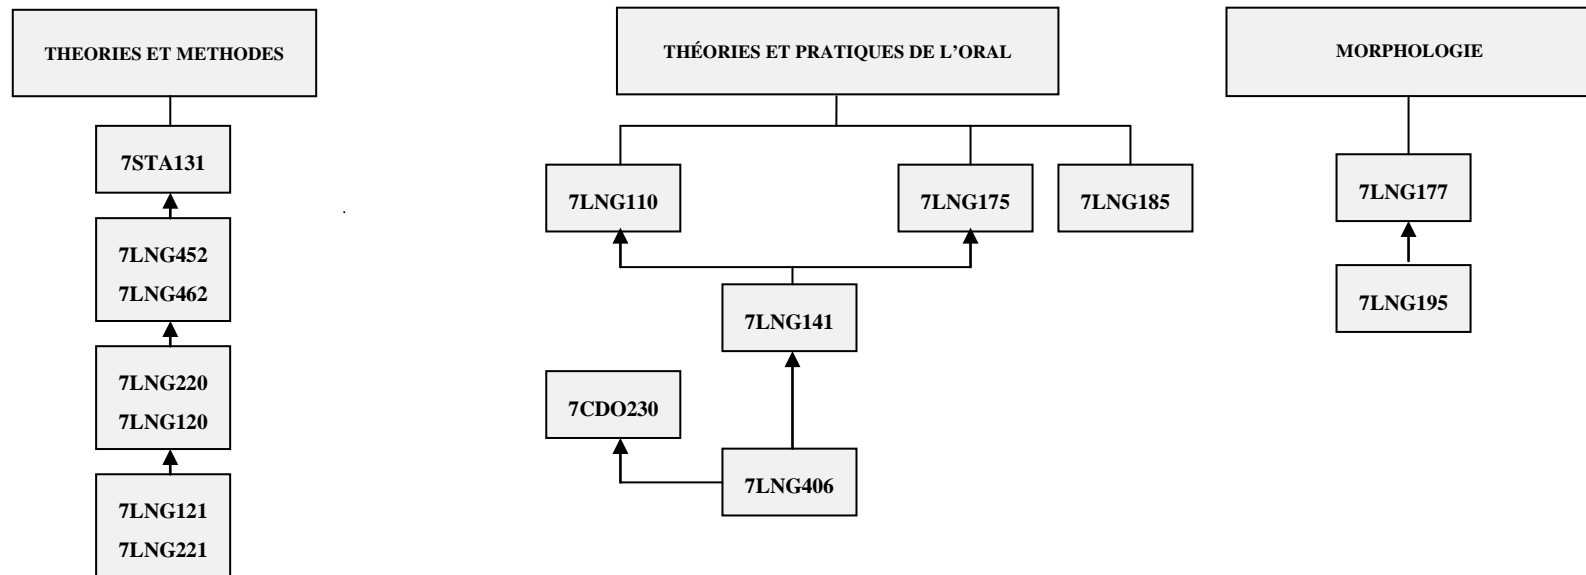 THEORIES ET METHODES
7STA131
7LNG452
7LNG462
7LNG220
7LNG120
7LNG121
7LNG221
THÉORIES ET PRATIQUES DE L’ORAL
7LNG110
7LNG175
7LNG185
7LNG141
7CDO230
7LNG406
MORPHOLOGIE
7LNG177
7LNG195